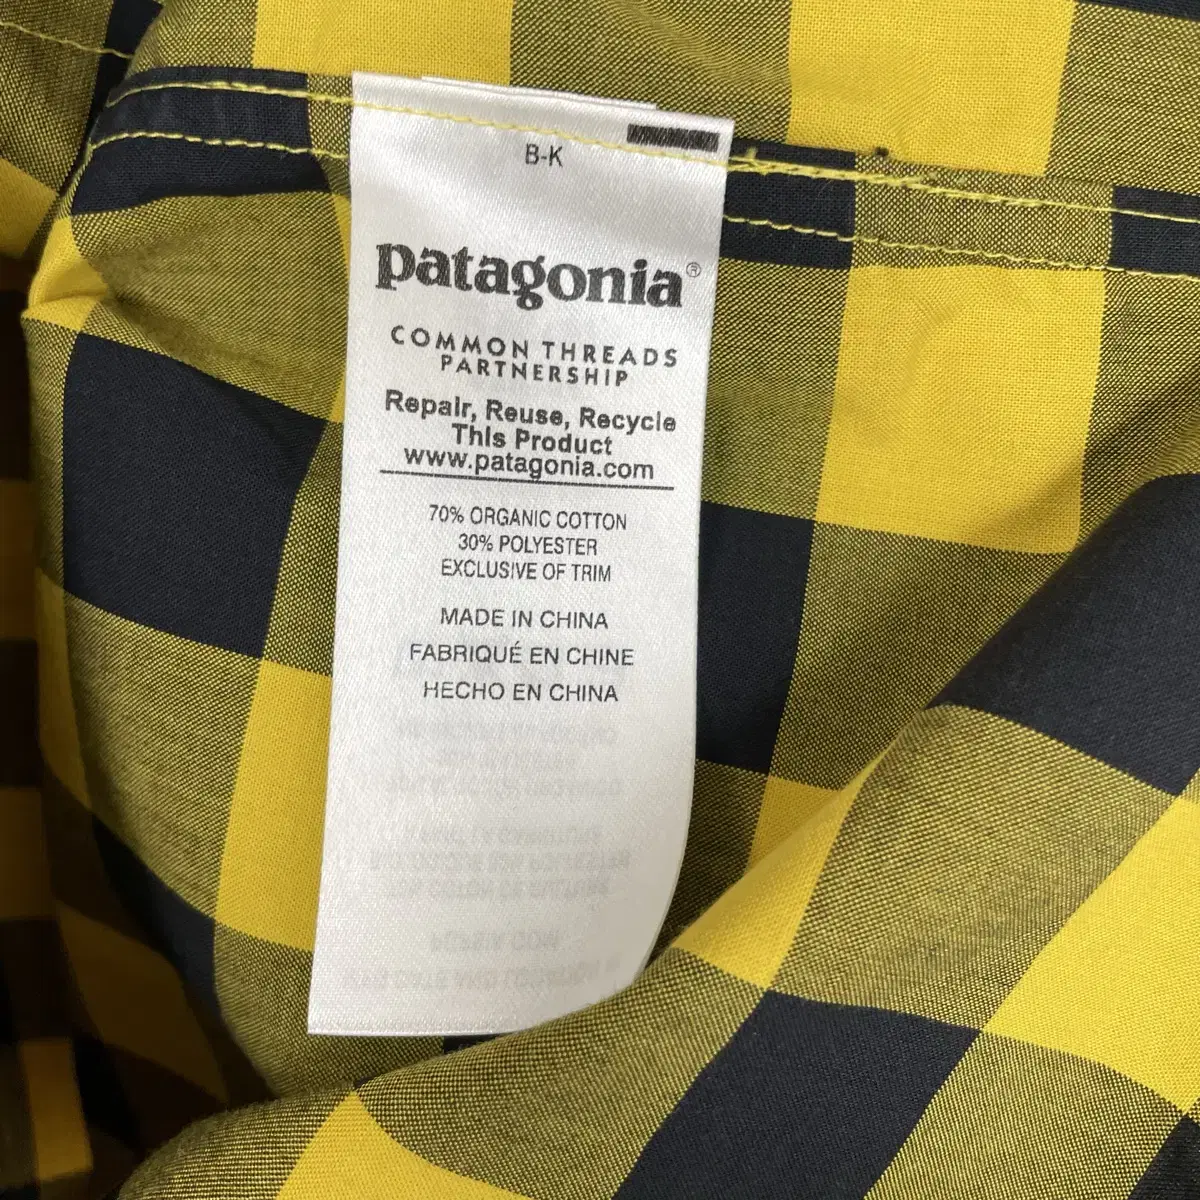 B-K
patagonia®
COMMON THREADS
PARTNERSHIP
Repair, Reuse, Recycle
This Product
www.patagonia.com
70% ORGANIC COTTON
30% POLYESTER
EXCLUSIVE OF TRIM
MADE IN CHINA
FABRIQUÉ EN CHINE
HECHO EN CHINA